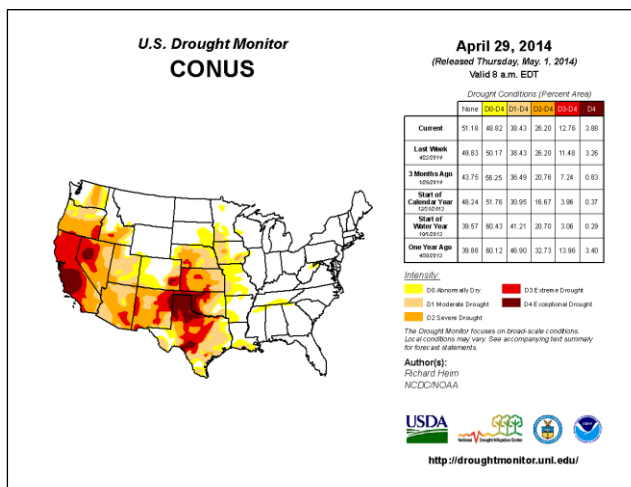 U.S. Drought Monitor
CONUS
April 29, 2014
(Released Thursday, May. 1, 2014)
Valid 8 a.m. EDT
Drought Conditions (Percent Area)
None D0-D4 D1-D4 D2-D4 D3-D4 D4
Current 51.18 48.82 38.43 26.20 12.76 3.88
Last Week 49.83 50.17 38.43 26.20 11.48 3.26
4/22/2014
3 Months Ago 43.75 56.25 36.49 20.76 7.24 0.83
Start of
Calendar Year 48.24 51.76 30.95 16.67 3.96 0.37
Start of
Water Year 39.57 60.43 41.21 20.70 3.06 0.29
One Year Ago 39.88 60.12 46.90 32.73 13.96 3.40
Intensity:
D0 Abnormally Dry D3 Extreme Drought
D1 Moderate Drought D4 Exceptional Drought
D2 Severe Drought
The Drought Monitor focuses on broad-scale conditions.
Local conditions may vary. See accompanying text summary
for forecast statements.
Author(s):
Richard Heim
NCDC/NOAA
USDA
National Drought Mitigation Center
http://droughtmonitor.unl.edu/